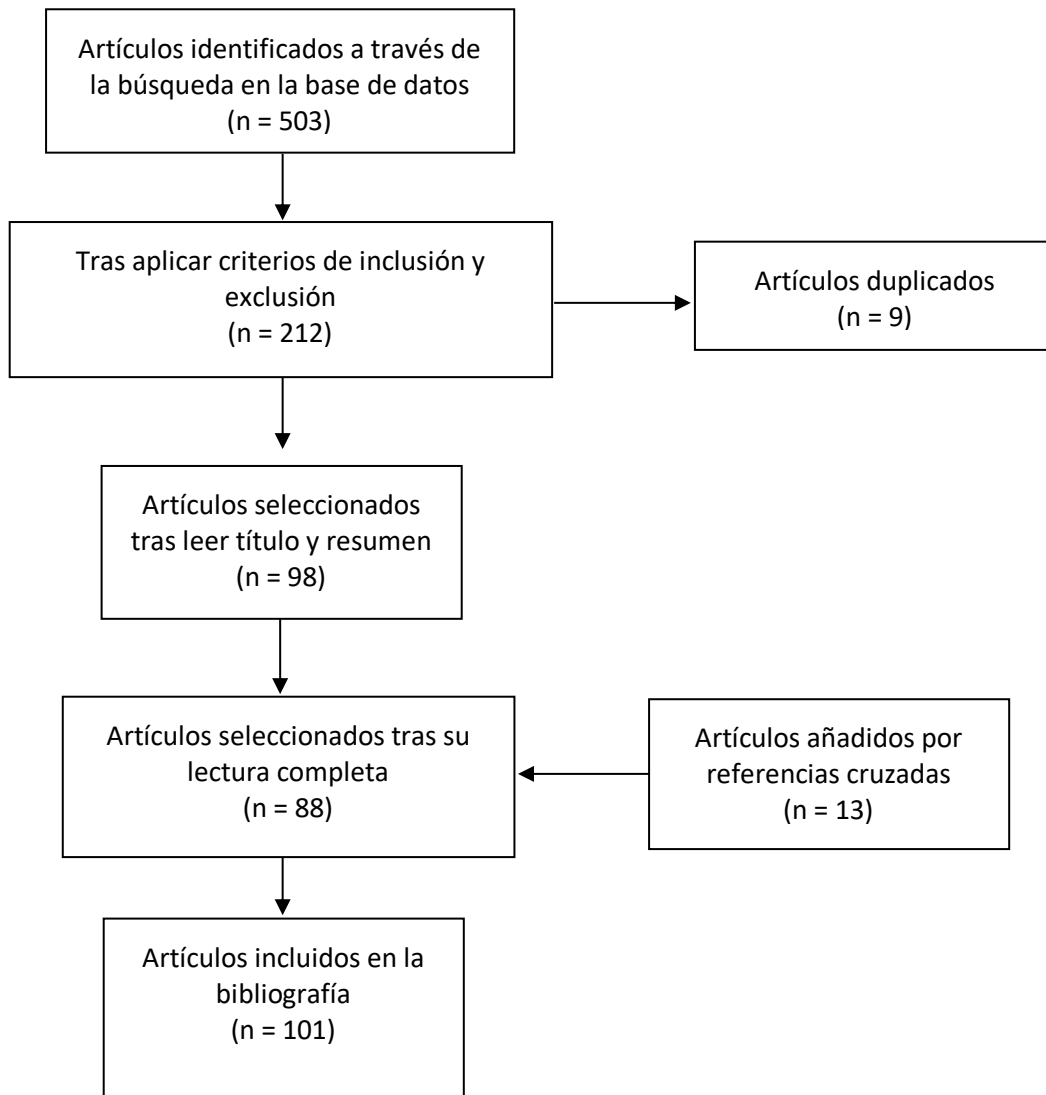 Artículos identificados a través de
la búsqueda en la base de datos
(n = 503)
Tras aplicar criterios de inclusión y
exclusión
(n = 212)
Artículos duplicados
(n = 9)
Artículos seleccionados
tras leer título y resumen
(n = 98)
Artículos seleccionados tras su
lectura completa
(n = 88)
Artículos añadidos por
referencias cruzadas
(n = 13)
Artículos incluidos en la
bibliografía
(n = 101)